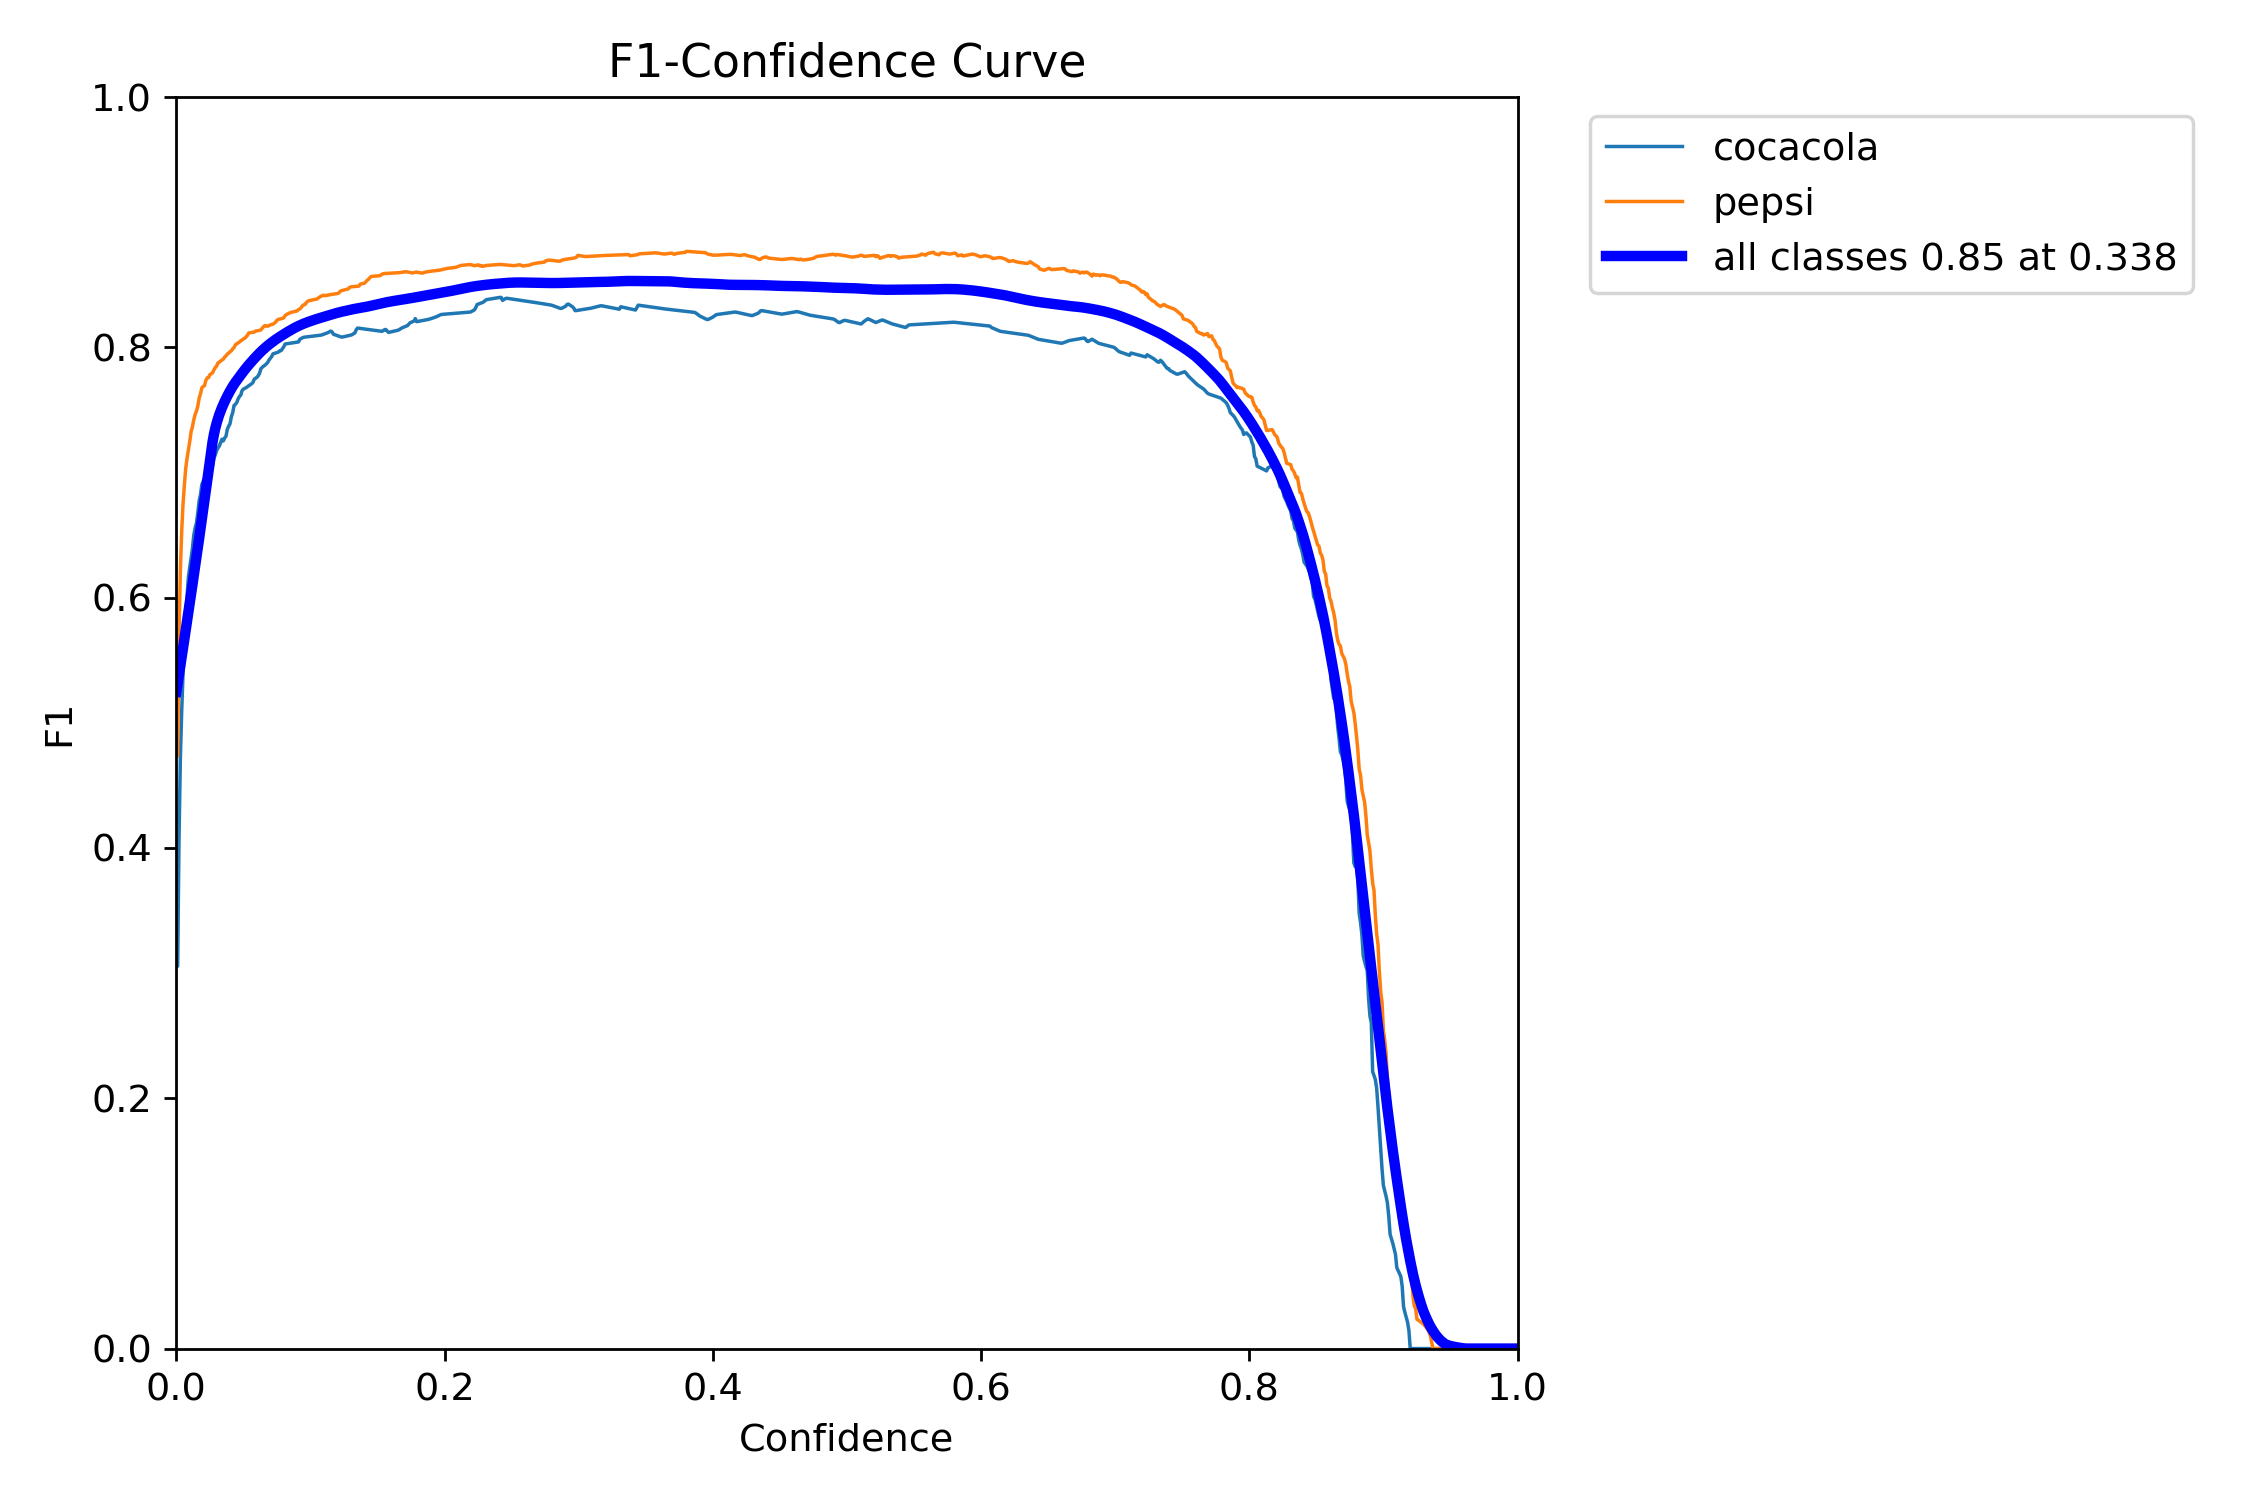 F1-Confidence Curve
1.0
0.8
0.6
0.4
0.2
0.0
F1
0.0 0.2 0.4 0.6 0.8 1.0
Confidence
cocacola
pepsi
all classes 0.85 at 0.338